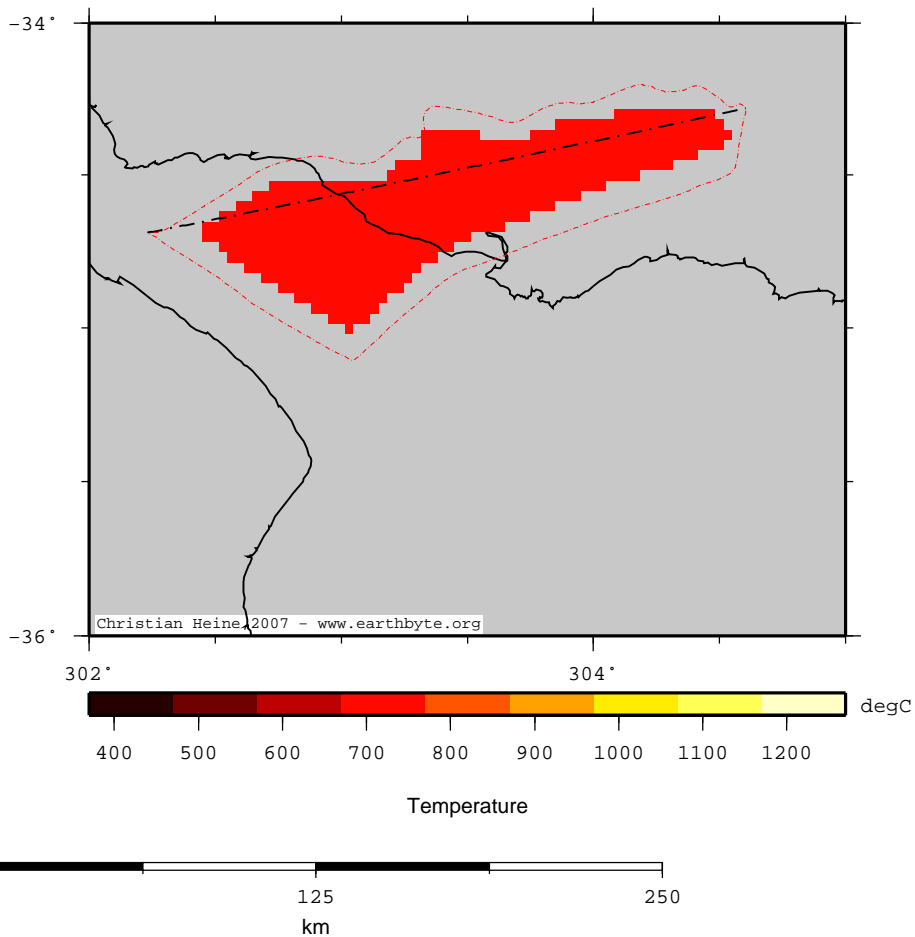 -34°
-36°
Christian Heine 2007 - www.earthbyte.org
302° 304°
degC
400 500 600 700 800 900 1000 1100 1200
Temperature
125 250
km